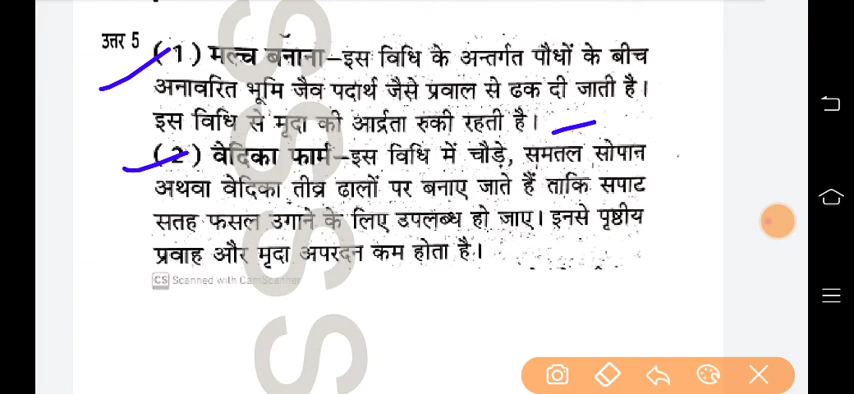 उत्तर 5
(1) मल्च बनाना–इस विधि के अन्तर्गत पौधों के बीच
अनावरित भूमि जैव पदार्थ जैसे प्रवाल से ढक दी जाती है।
इस विधि से मृदा की आर्द्रता रुकी रहती है।
(2) वेदिका फार्म–इस विधि में चौड़े, समतल सोपान
अथवा वेदिका तीव्र ढालों पर बनाए जाते हैं ताकि सपाट
सतह फसल उगाने के लिए उपलब्ध हो जाए। इनसे पृष्ठीय
प्रवाह और मृदा अपरदन कम होता है।
CS Scanned with CamScanner
SSSS